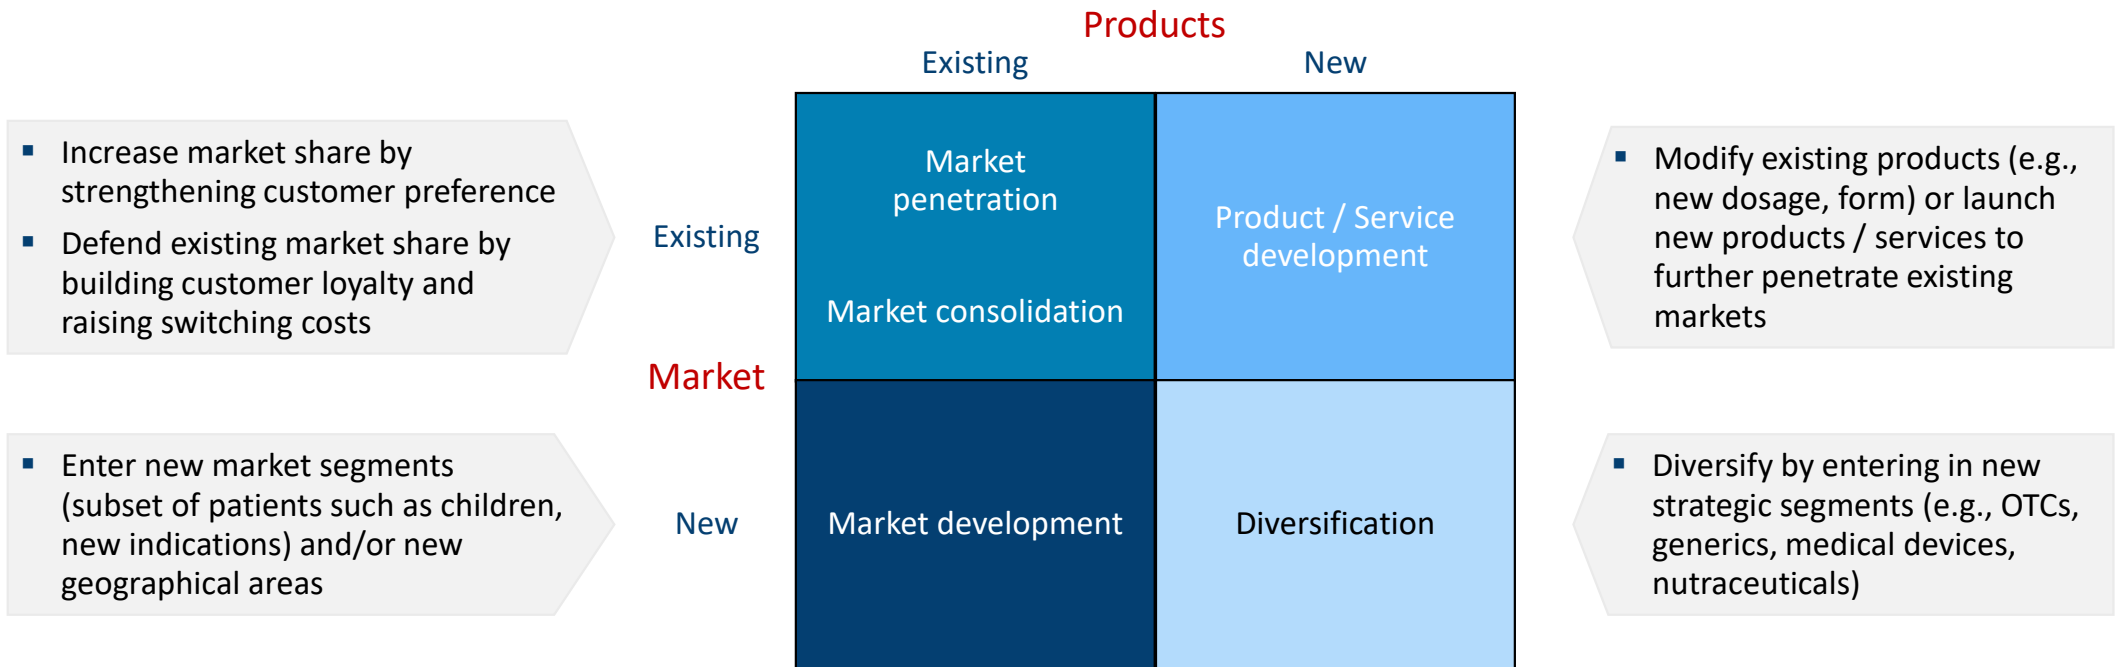 Products
Existing
New
▪ Increase market share by
strengthening customer preference
▪ Defend existing market share by
building customer loyalty and
raising switching costs
Existing
Market
penetration
Market consolidation
Product / Service
development
▪ Modify existing products (e.g.,
new dosage, form) or launch
new products / services to
further penetrate existing
markets
Market
▪ Enter new market segments
(subset of patients such as children,
new indications) and/or new
geographical areas
New
Market development
Diversification
▪ Diversify by entering in new
strategic segments (e.g., OTCs,
generics, medical devices,
nutraceuticals)